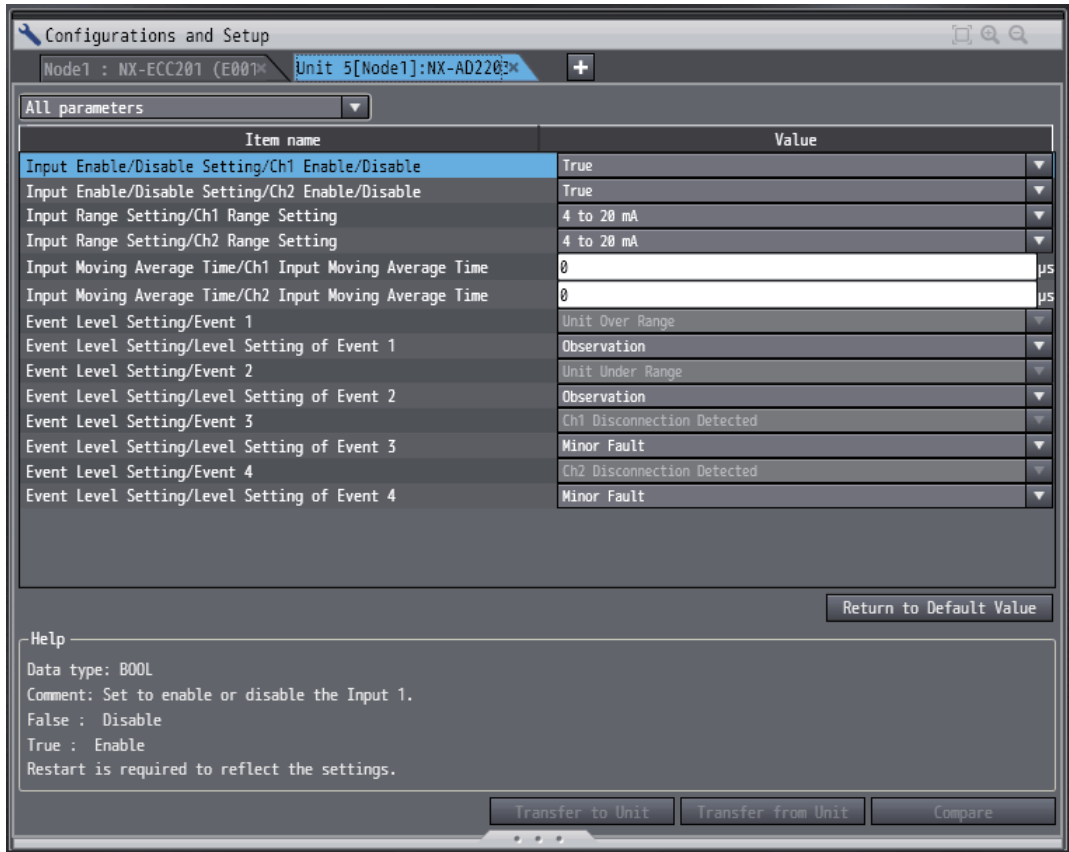 Configurations and Setup
Node1 : NX-ECC201 (E001
Unit 5[Node1]:NX-AD2203
All parameters
Item name Value
Input Enable/Disable Setting/Ch1 Enable/Disable True
Input Enable/Disable Setting/Ch2 Enable/Disable True
Input Range Setting/Ch1 Range Setting 4 to 20 mA
Input Range Setting/Ch2 Range Setting 4 to 20 mA
Input Moving Average Time/Ch1 Input Moving Average Time 0 µs
Input Moving Average Time/Ch2 Input Moving Average Time 0 µs
Event Level Setting/Event 1 Unit Over Range
Event Level Setting/Level Setting of Event 1 Observation
Event Level Setting/Event 2 Unit Under Range
Event Level Setting/Level Setting of Event 2 Observation
Event Level Setting/Event 3 Ch1 Disconnection Detected
Event Level Setting/Level Setting of Event 3 Minor Fault
Event Level Setting/Event 4 Ch2 Disconnection Detected
Event Level Setting/Level Setting of Event 4 Minor Fault
Return to Default Value
Help
Data type: BOOL
Comment: Set to enable or disable the Input 1.
False : Disable
True : Enable
Restart is required to reflect the settings.
Transfer to Unit Transfer from Unit Compare